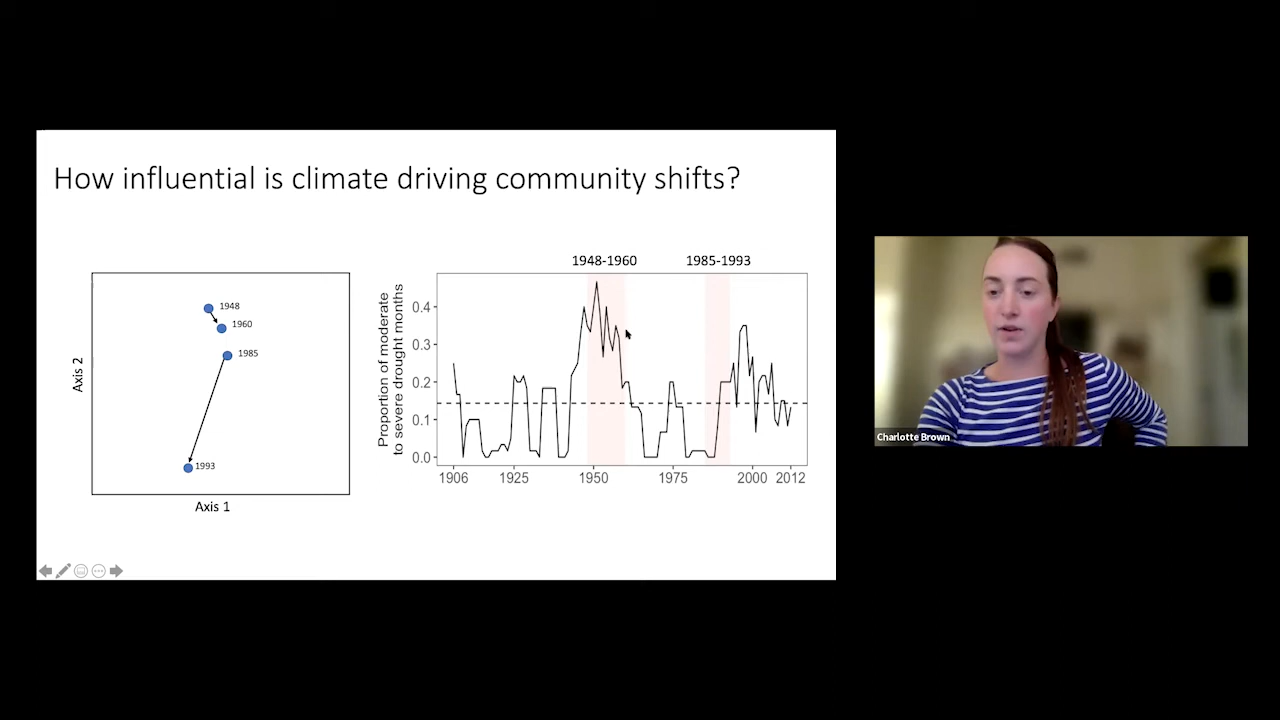 How influential is climate driving community shifts?
1948
1960
1985
1993
Axis 2
Axis 1
1948-1960
1985-1993
Proportion of moderate
to severe drought months
0.4
0.3
0.2
0.1
0.0
1906
1925
1950
1975
2000
2012
Charlotte Brown